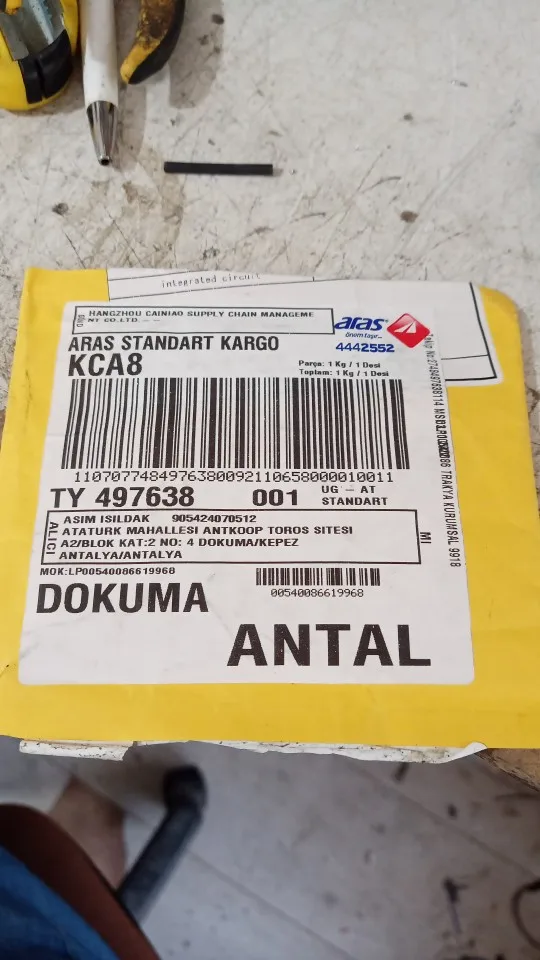 integrated circuit
HANGZHOU CAINIAO SUPPLY CHAIN MANAGEME
NY CO.LTD. - -
aras
önem taşır...
4442552
ARAS STANDART KARGO
KCA8
Parça: 1 Kg / 1 Desi
Toplam: 1 Kg / 1 Desi
1107077484976380092110658000010011
TY 497638 001 UG - AT
STANDART
ALICI
ASIM ISILDAK 905424070512
ATATURK MAHALLESI ANTKOOP TOROS SITESI
A2/BLOK KAT:2 NO: 4 DOKUMA/KEPEZ
ANTALYA/ANTALYA
MI
MOK:LP00540086619968
00540086619968
DOKUMA
ANTAL
TRAKYA KURUMSAL 9918